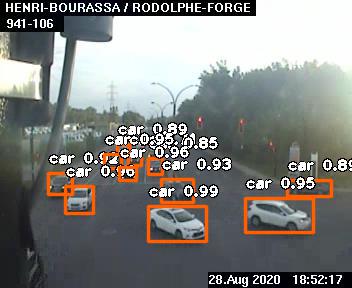 HENRI-BOURASSA / RODOLPHE-FORGE
941-106
car 0.89
car 0.95
0.85
car 0.96
car 0.92
car 0.93
car 0.89
car 0.96
car 0.99
car 0.95
28.Aug 2020 18:52:17